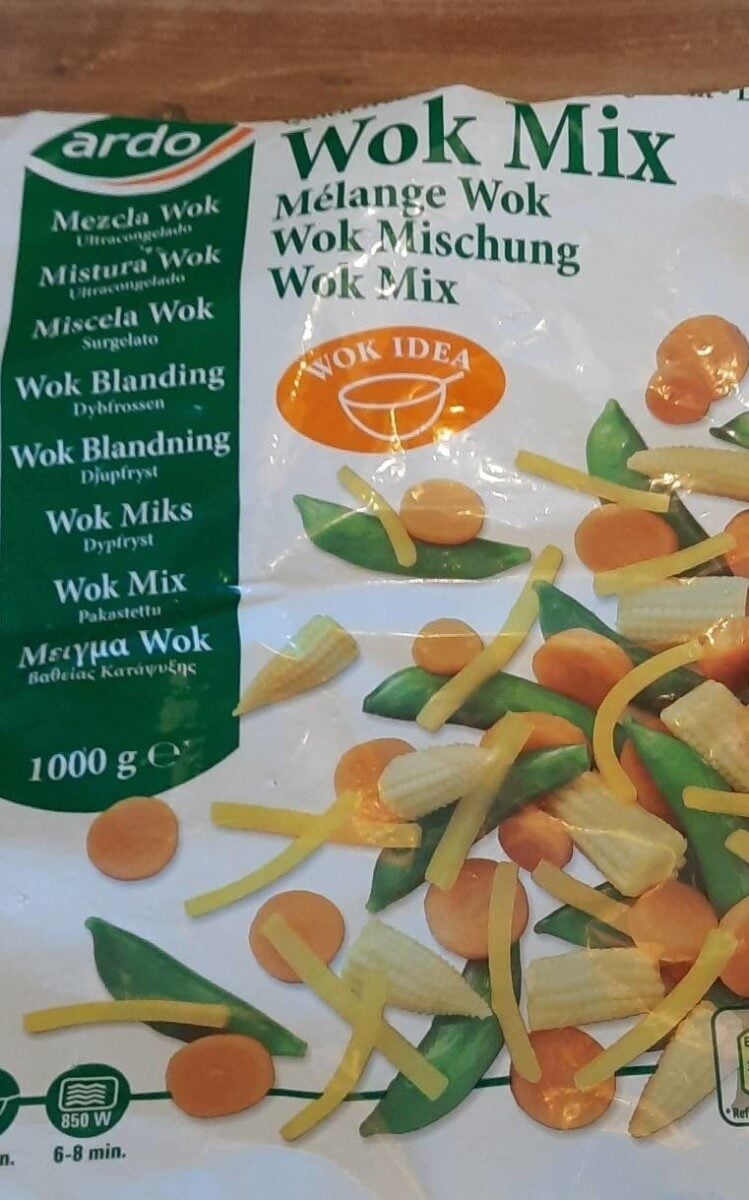 ardo
Wok Mix
Mélange Wok
Wok Mischung
Wok Mix
WOK IDEA
Mezcla Wok
Ultracongelado
Mistura Wok
Ultracongelado
Miscela Wok
Surgelato
Wok Blanding
Dybfrossen
Wok Blandning
Djupfryst
Wok Miks
Dypfryst
Wok Mix
Pakastettu
Μειγμα Wok
Βαθείας Κατάψυξης
1000 g ℮
850 W
6-8 min.
n.